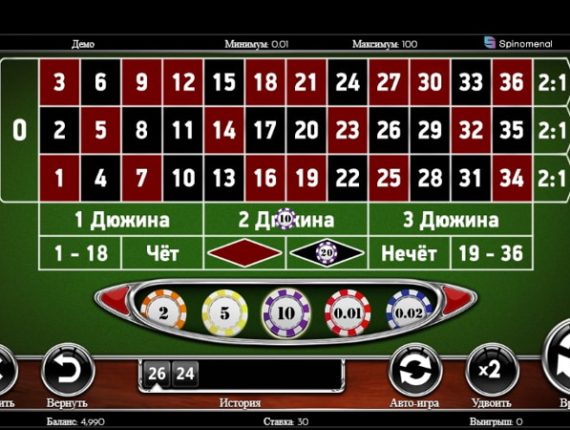 Демо Минимум: 0.01 Максимум: 100 Spinomenal
3 6 9 12 15 18 21 24 27 30 33 36 2:1
0 2 5 8 11 14 17 20 23 26 29 32 35 2:1
1 4 7 10 13 16 19 22 25 28 31 34 2:1
1 Дюжина 2 Дюжина 3 Дюжина
10
1 - 18 Чёт 20 Нечёт 19 - 36
2 5 10 0.01 0.02
26 24 x2
Вернуть История Авто-игра Удвоить
Баланс: 4,990 Ставка: 30 Выигрыш: 0